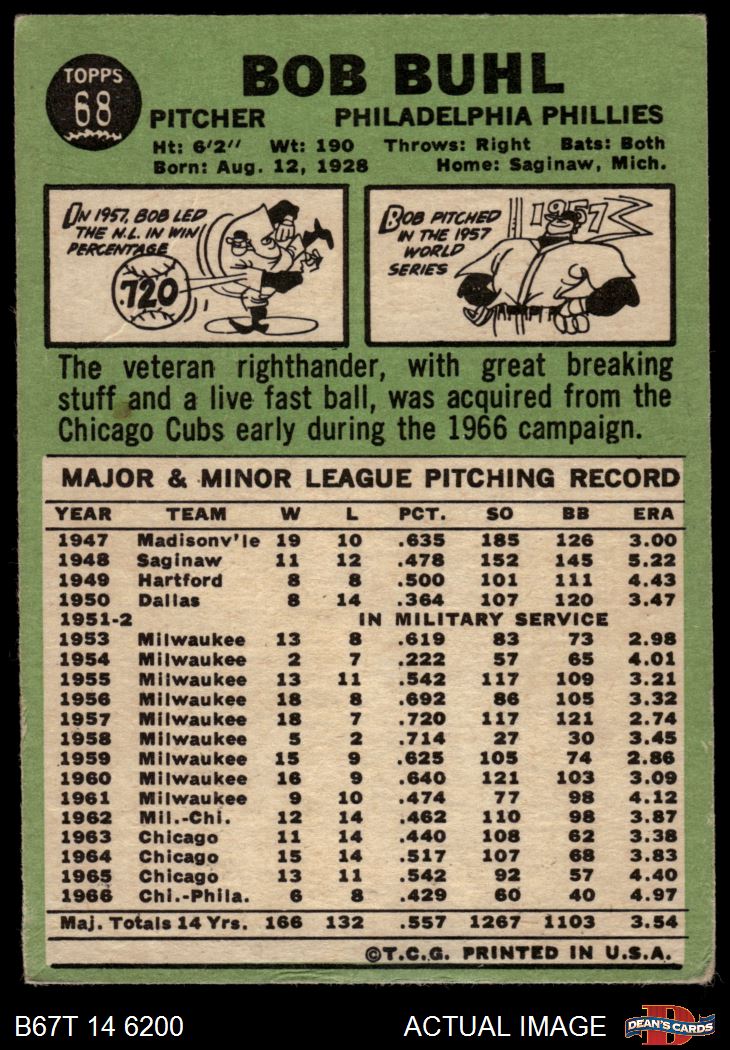 TOPPS
68
BOB BUHL
PITCHER PHILADELPHIA PHILLIES
Ht: 6'2" Wt: 190 Throws: Right Bats: Both
Born: Aug. 12, 1928 Home: Saginaw, Mich.
IN 1957, BOB LED
THE N.L. IN WIN
PERCENTAGE
.720
BOB PITCHED
IN THE 1957
WORLD
SERIES
1957
The veteran righthander, with great breaking
stuff and a live fast ball, was acquired from the
Chicago Cubs early during the 1966 campaign.
MAJOR & MINOR LEAGUE PITCHING RECORD
YEAR TEAM W L PCT. SO BB ERA
1947 Madisonv'le 19 10 .635 185 126 3.00
1948 Saginaw 11 12 .478 152 145 5.22
1949 Hartford 8 8 .500 101 111 4.43
1950 Dallas 8 14 .364 107 120 3.47
1951-2 IN MILITARY SERVICE
1953 Milwaukee 13 8 .619 83 73 2.98
1954 Milwaukee 2 7 .222 57 65 4.01
1955 Milwaukee 13 11 .542 117 109 3.21
1956 Milwaukee 18 8 .692 86 105 3.32
1957 Milwaukee 18 7 .720 117 121 2.74
1958 Milwaukee 5 2 .714 27 30 3.45
1959 Milwaukee 15 9 .625 105 74 2.86
1960 Milwaukee 16 9 .640 121 103 3.09
1961 Milwaukee 9 10 .474 77 98 4.12
1962 Mil.-Chi. 12 14 .462 110 98 3.87
1963 Chicago 11 14 .440 108 62 3.38
1964 Chicago 15 14 .517 107 68 3.83
1965 Chicago 13 11 .542 92 57 4.40
1966 Chi.-Phila. 6 8 .429 60 40 4.97
Maj. Totals 14 Yrs. 166 132 .557 1267 1103 3.54
©T.C.G. PRINTED IN U.S.A.
B67T 14 6200 ACTUAL IMAGE
D
DEAN'S CARDS